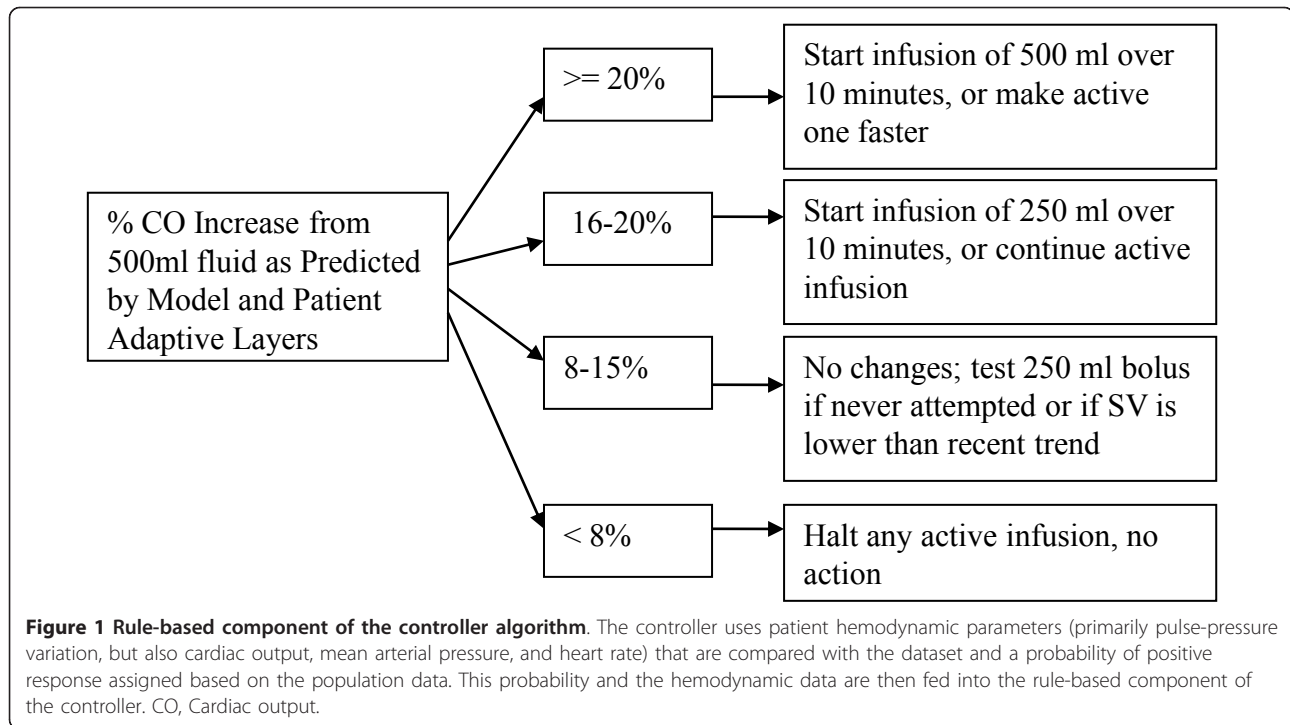 % CO Increase from
500ml fluid as Predicted
by Model and Patient
Adaptive Layers
>= 20%
Start infusion of 500 ml over
10 minutes, or make active
one faster
16-20%
Start infusion of 250 ml over
10 minutes, or continue active
infusion
8-15%
No changes; test 250 ml bolus
if never attempted or if SV is
lower than recent trend
< 8%
Halt any active infusion, no
action
Figure 1 Rule-based component of the controller algorithm. The controller uses patient hemodynamic parameters (primarily pulse-pressure
variation, but also cardiac output, mean arterial pressure, and heart rate) that are compared with the dataset and a probability of positive
response assigned based on the population data. This probability and the hemodynamic data are then fed into the rule-based component of
the controller. CO, Cardiac output.